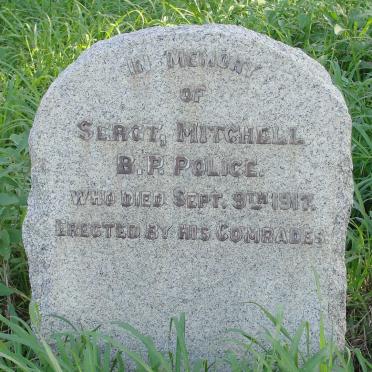 IN MEMORY
OF
SERGT, MITCHELL
B.P. POLICE.
WHO DIED SEPT. 9TH 1917.
ERECTED BY HIS COMRADES